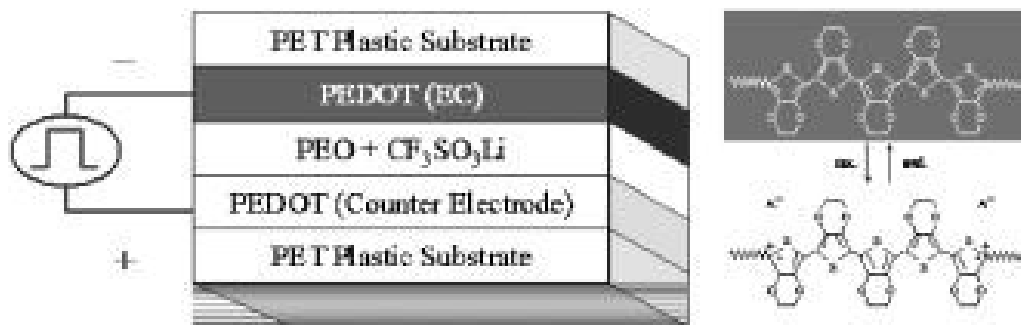 PET Plastic Substrate
PEDOT (EC)
PEO + CF₃SO₃Li
PEDOT (Counter Electrode)
PET Plastic Substrate
−
+
ox. red.
A⁻ A⁻